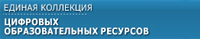 ЕДИНАЯ КОЛЛЕКЦИЯ
ЦИФРОВЫХ
ОБРАЗОВАТЕЛЬНЫХ РЕСУРСОВ